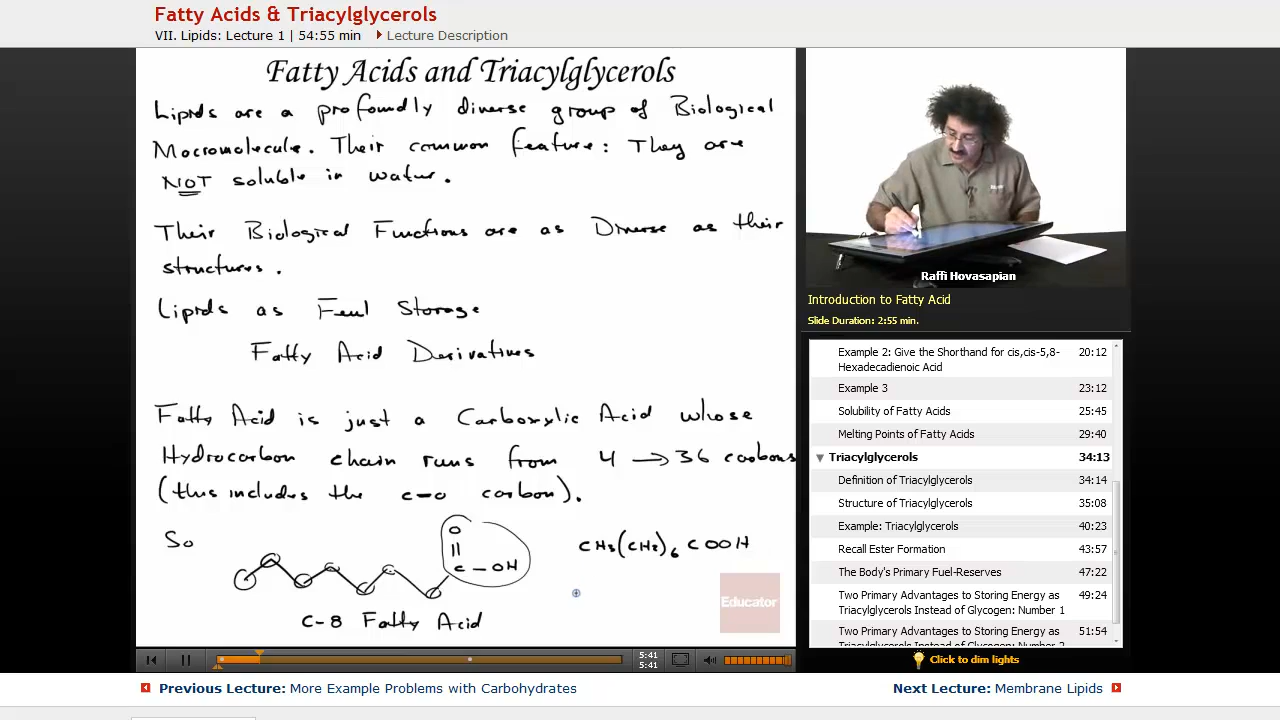 Fatty Acids & Triacylglycerols
VII. Lipids: Lecture 1 | 54:55 min
Lecture Description
Fatty Acids and Triacylglycerols
Lipids are a profoundly diverse group of Biological
Macromolecule. Their common feature: They are
NOT soluble in water.
Their Biological Functions are as Diverse as their
structures.
Lipids as Fuel Storage
Fatty Acid Derivatives
Fatty Acid is just a Carboxylic Acid whose
Hydrocarbon chain runs from 4 → 36 carbons
(this includes the C=O carbon).
So
O
||
C - OH
CH3(CH2)6 COOH
C-8 Fatty Acid
Educator
Raffi Hovasapian
Introduction to Fatty Acid
Slide Duration: 2:55 min.
Example 2: Give the Shorthand for cis,cis-5,8-
Hexadecadienoic Acid 20:12
Example 3 23:12
Solubility of Fatty Acids 25:45
Melting Points of Fatty Acids 29:40
Triacylglycerols 34:13
Definition of Triacylglycerols 34:14
Structure of Triacylglycerols 35:08
Example: Triacylglycerols 40:23
Recall Ester Formation 43:57
The Body's Primary Fuel-Reserves 47:22
Two Primary Advantages to Storing Energy as 49:24
Triacylglycerols Instead of Glycogen: Number 1
Two Primary Advantages to Storing Energy as 51:54
Triacylglycerols Instead of Glycogen: Number 2
5:41
5:41
Click to dim lights
Previous Lecture: More Example Problems with Carbohydrates
Next Lecture: Membrane Lipids